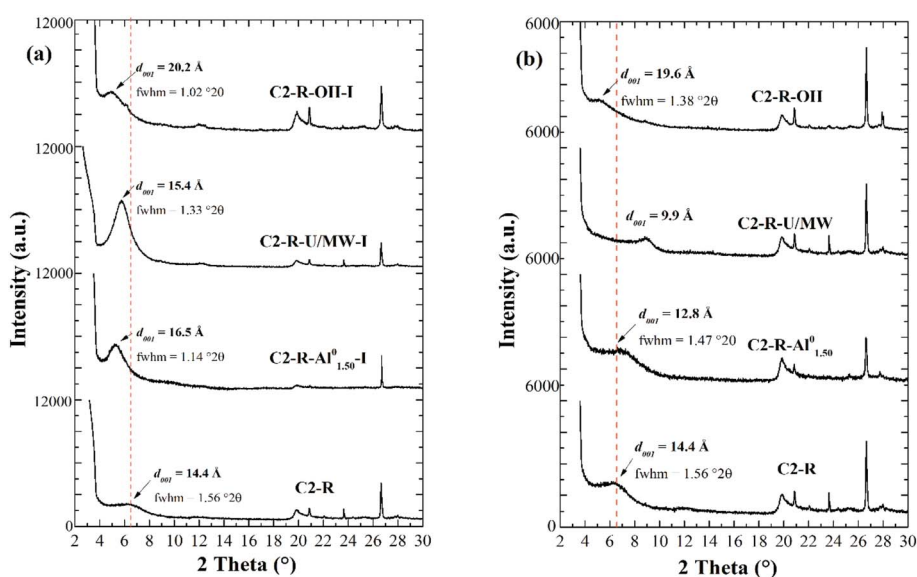 (a)
12000
d001 = 20.2 Å
fwhm = 1.02 °2θ
C2-R-OII-I
12000
d001 = 15.4 Å
fwhm = 1.33 °2θ
C2-R-U/MW-I
12000
d001 = 16.5 Å
fwhm = 1.14 °2θ
C2-R-Al⁰1.50-I
12000
d001 = 14.4 Å
fwhm = 1.56 °2θ
C2-R
0
Intensity (a.u.)
2 4 6 8 10 12 14 16 18 20 22 24 26 28 30
2 Theta (°)
(b)
6000
d001 = 19.6 Å
fwhm = 1.38 °2θ
C2-R-OII
6000
d001 = 9.9 Å
C2-R-U/MW
6000
d001 = 12.8 Å
fwhm = 1.47 °2θ
C2-R-Al⁰1.50
6000
d001 = 14.4 Å
fwhm = 1.56 °2θ
C2-R
0
Intensity (a.u.)
2 4 6 8 10 12 14 16 18 20 22 24 26 28 30
2 Theta (°)